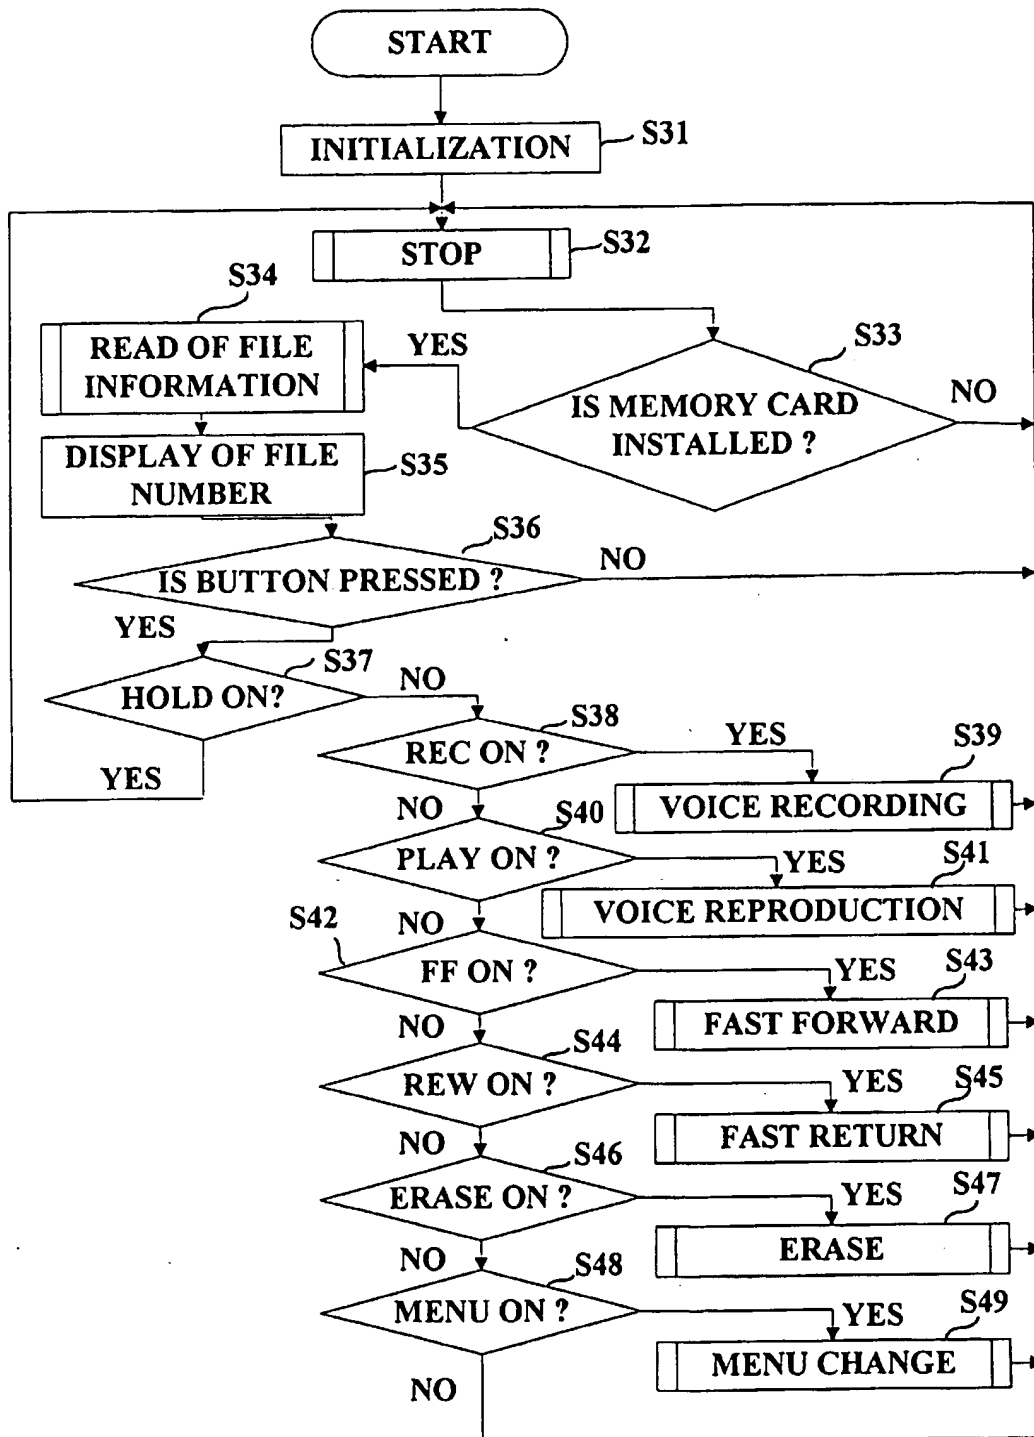 START
INITIALIZATION
S31
STOP
S32
S34
READ OF FILE
INFORMATION
YES
S33
IS MEMORY CARD
INSTALLED ?
NO
DISPLAY OF FILE
NUMBER
S35
S36
IS BUTTON PRESSED ?
NO
YES
S37
HOLD ON?
NO
YES
S38
REC ON ?
YES
S39
VOICE RECORDING
NO
S40
PLAY ON ?
YES
S41
VOICE REPRODUCTION
NO
S42
FF ON ?
YES
S43
FAST FORWARD
NO
S44
REW ON ?
YES
S45
FAST RETURN
NO
S46
ERASE ON ?
YES
S47
ERASE
NO
S48
MENU ON ?
YES
S49
MENU CHANGE
NO